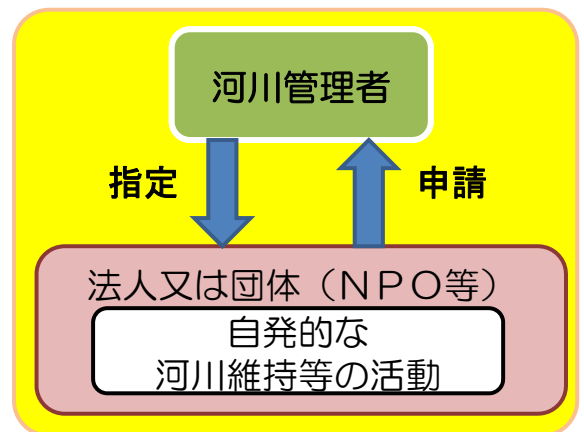 河川管理者
指定
申請
法人又は団体（ＮＰＯ等）
自発的な
河川維持等の活動